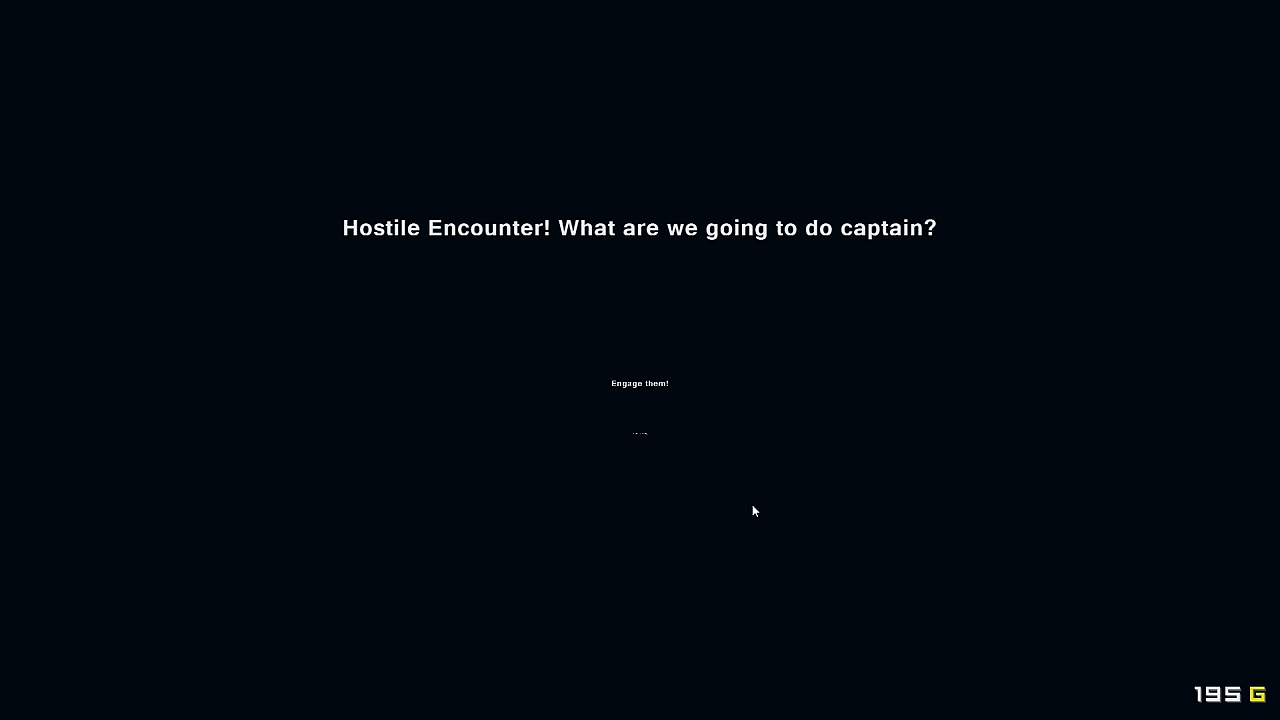 Hostile Encounter! What are we going to do captain?
Engage them!
195 G